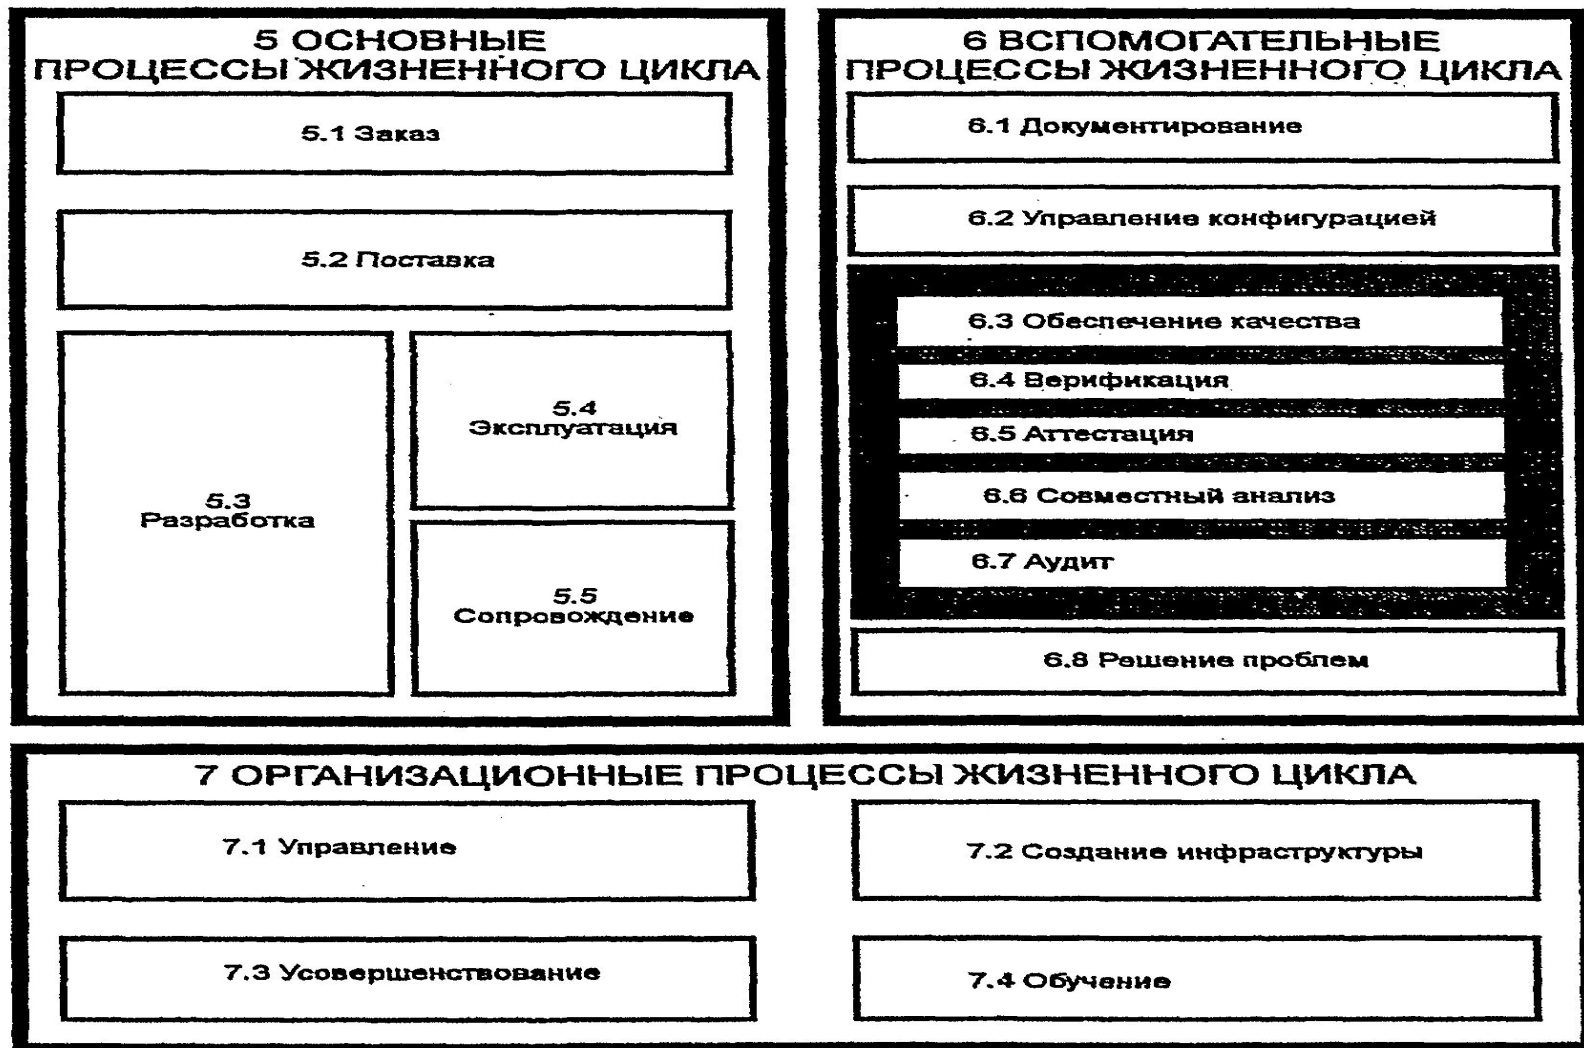 5 ОСНОВНЫЕ
ПРОЦЕССЫ ЖИЗНЕННОГО ЦИКЛА
5.1 Заказ
5.2 Поставка
5.3
Разработка
5.4
Эксплуатация
5.5
Сопровождение
6 ВСПОМОГАТЕЛЬНЫЕ
ПРОЦЕССЫ ЖИЗНЕННОГО ЦИКЛА
6.1 Документирование
6.2 Управление конфигурацией
6.3 Обеспечение качества
6.4 Верификация
6.5 Аттестация
6.6 Совместный анализ
6.7 Аудит
6.8 Решение проблем
7 ОРГАНИЗАЦИОННЫЕ ПРОЦЕССЫ ЖИЗНЕННОГО ЦИКЛА
7.1 Управление
7.2 Создание инфраструктуры
7.3 Усовершенствование
7.4 Обучение